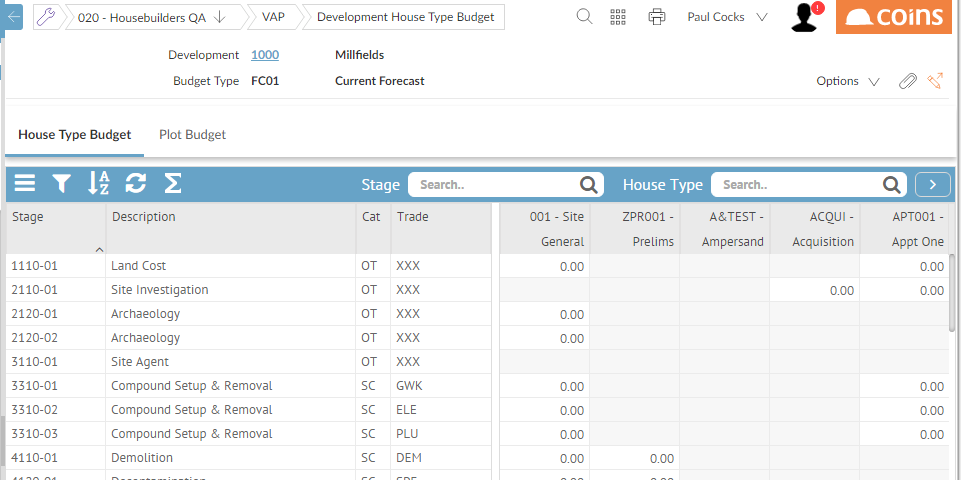 020 - Housebuilders QA VAP Development House Type Budget Paul Cocks ! coins
Development 1000 Millfields
Budget Type FC01 Current Forecast Options
House Type Budget Plot Budget
A Z Σ Stage Search.. House Type Search..
Stage Description Cat Trade 001 - Site General ZPR001 - Prelims A&TEST - Ampersand ACQUI - Acquisition APT001 - Appt One
1110-01 Land Cost OT XXX 0.00 0.00
2110-01 Site Investigation OT XXX 0.00 0.00
2120-01 Archaeology OT XXX 0.00
2120-02 Archaeology OT XXX 0.00
3110-01 Site Agent OT XXX
3310-01 Compound Setup & Removal SC GWK 0.00 0.00
3310-02 Compound Setup & Removal SC ELE 0.00 0.00
3310-03 Compound Setup & Removal SC PLU 0.00 0.00
4110-01 Demolition SC DEM 0.00 0.00